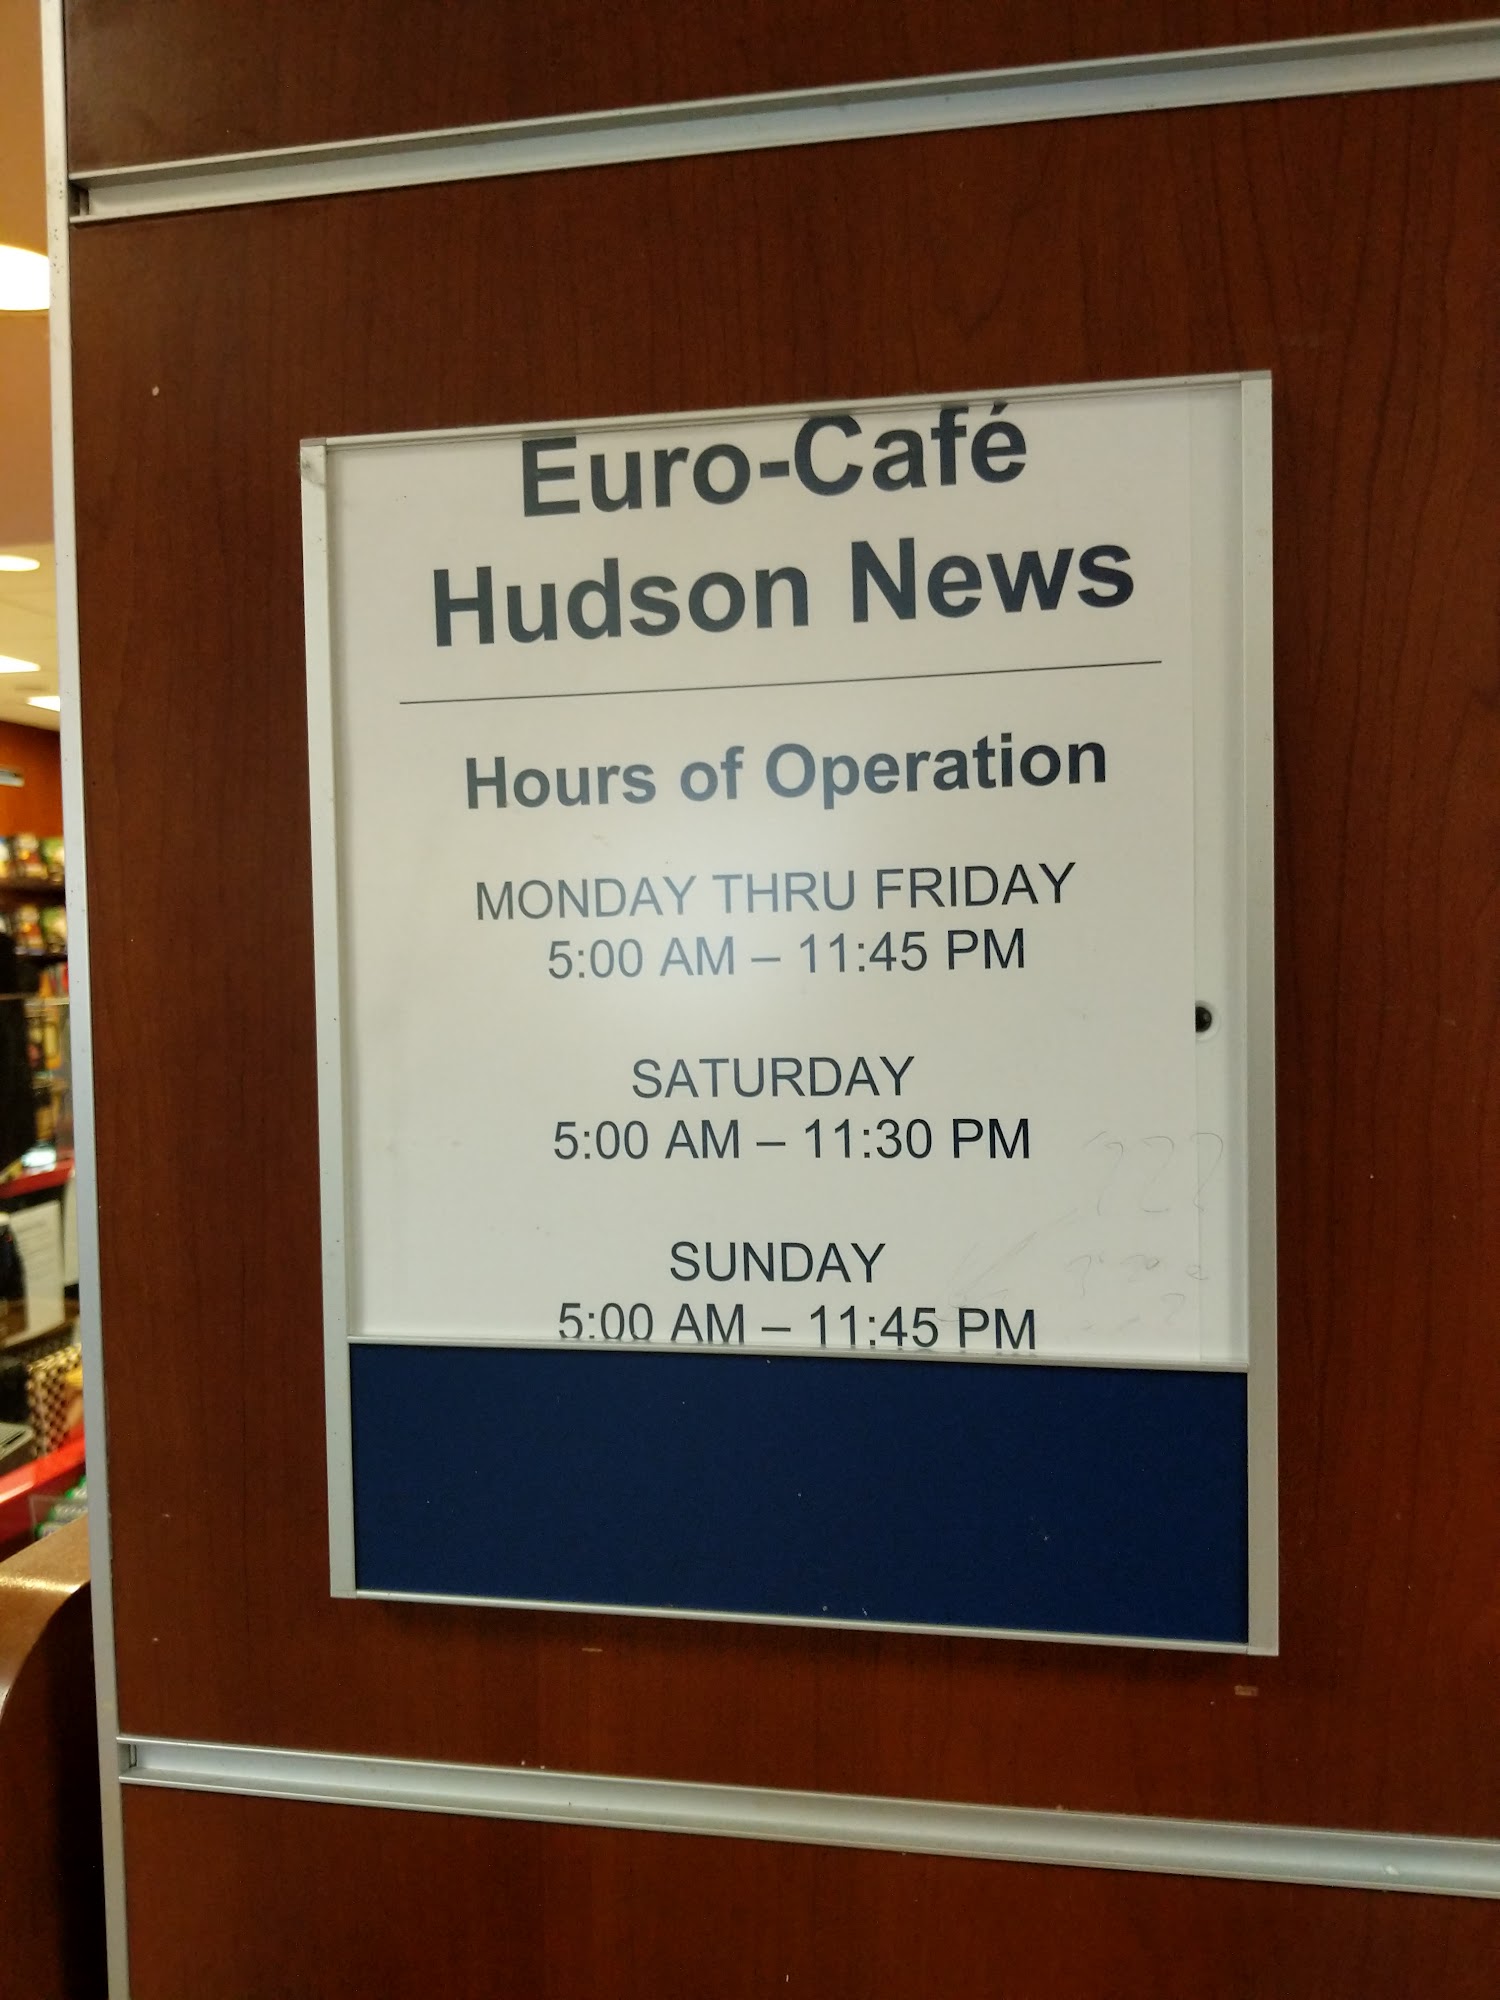 Euro-Café
Hudson News
Hours of Operation
MONDAY THRU FRIDAY
5:00 AM – 11:45 PM
SATURDAY
5:00 AM – 11:30 PM
SUNDAY
5:00 AM – 11:45 PM